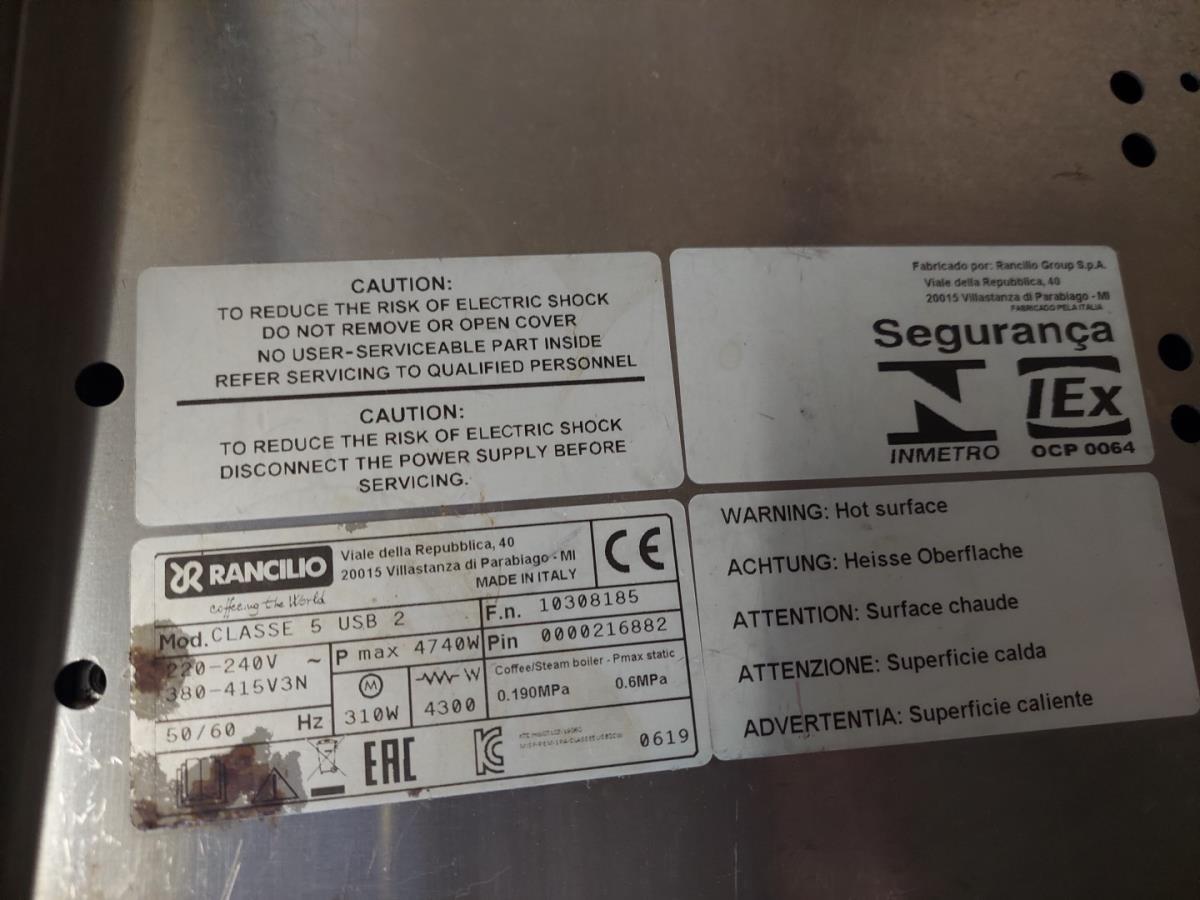 CAUTION:
TO REDUCE THE RISK OF ELECTRIC SHOCK
DO NOT REMOVE OR OPEN COVER
NO USER-SERVICEABLE PART INSIDE
REFER SERVICING TO QUALIFIED PERSONNEL
CAUTION:
TO REDUCE THE RISK OF ELECTRIC SHOCK
DISCONNECT THE POWER SUPPLY BEFORE
SERVICING.
Fabricado por: Rancilio Group S.p.A.
Viale della Repubblica, 40
20015 Villastanza di Parabiago - MI
FABRICADO PELA ITALIA
Segurança
IEx
INMETRO OCP 0064
RANCILIO
coffeeing the World
Viale della Repubblica, 40
20015 Villastanza di Parabiago - MI
MADE IN ITALY
CE
Mod. CLASSE 5 USB 2
F.n. 10308185
Pin 0000216882
220-240V ~
380-415V3N
50/60 Hz
P max 4740W
M
310W
W
4300
Coffee/Steam boiler - Pmax static
0.190MPa 0.6MPa
EAC
KC
0619
WARNING: Hot surface
ACHTUNG: Heisse Oberflache
ATTENTION: Surface chaude
ATTENZIONE: Superficie calda
ADVERTENTIA: Superficie caliente